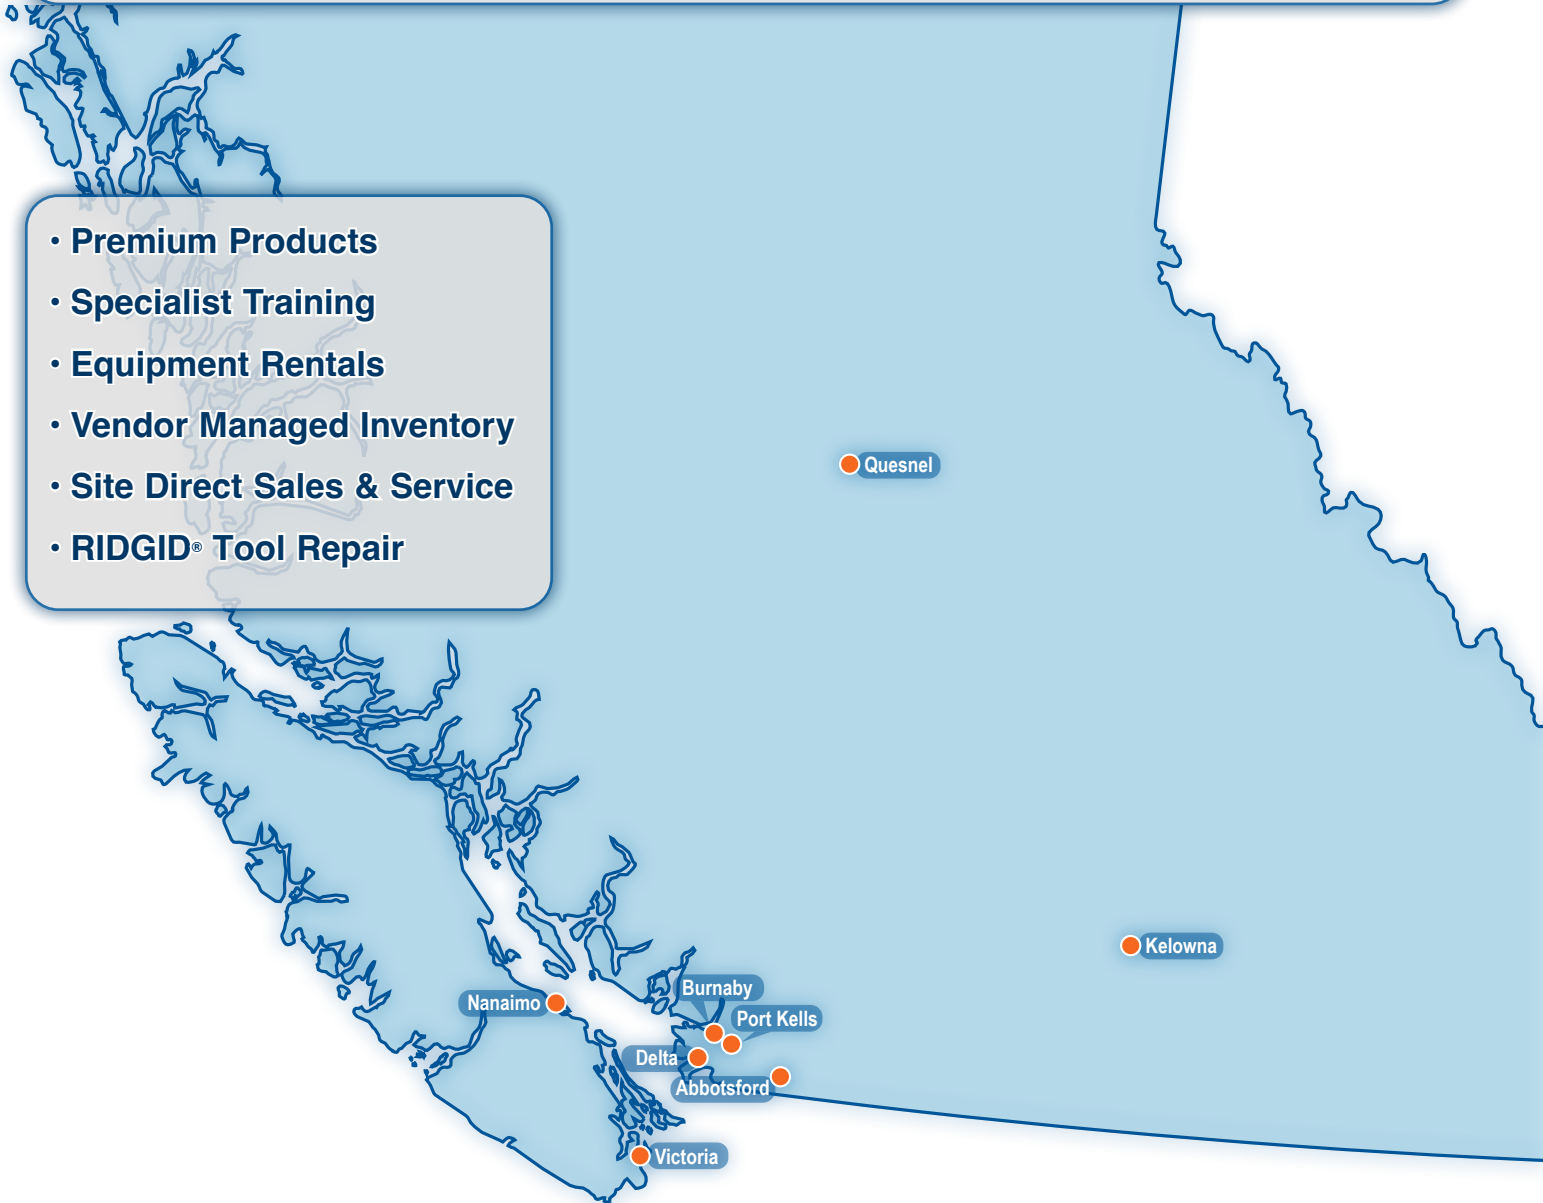 • Premium Products
• Specialist Training
• Equipment Rentals
• Vendor Managed Inventory
• Site Direct Sales & Service
• RIDGID® Tool Repair
Quesnel
Kelowna
Burnaby
Nanaimo
Port Kells
Delta
Abbotsford
Victoria